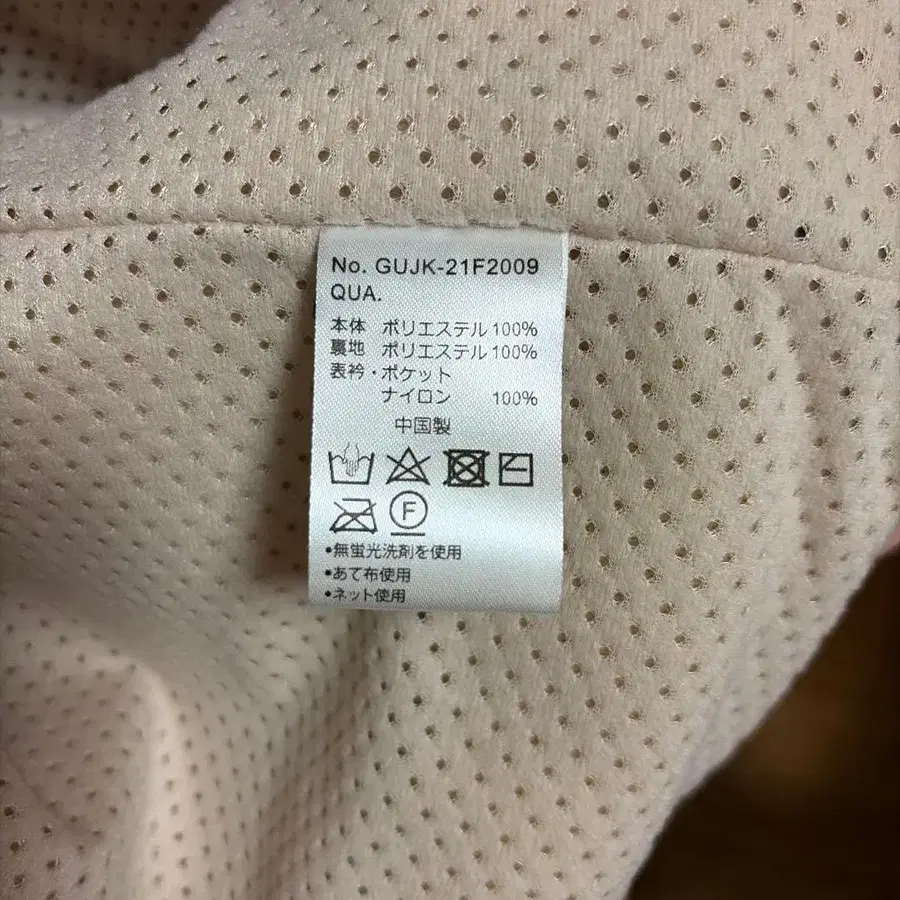 No. GUJK-21F2009
QUA.
本体 ポリエステル 100%
裏地 ポリエステル 100%
表衿・ポケット
ナイロン 100%
中国製
F
•無蛍光洗剤を使用
•あて布使用
•ネット使用